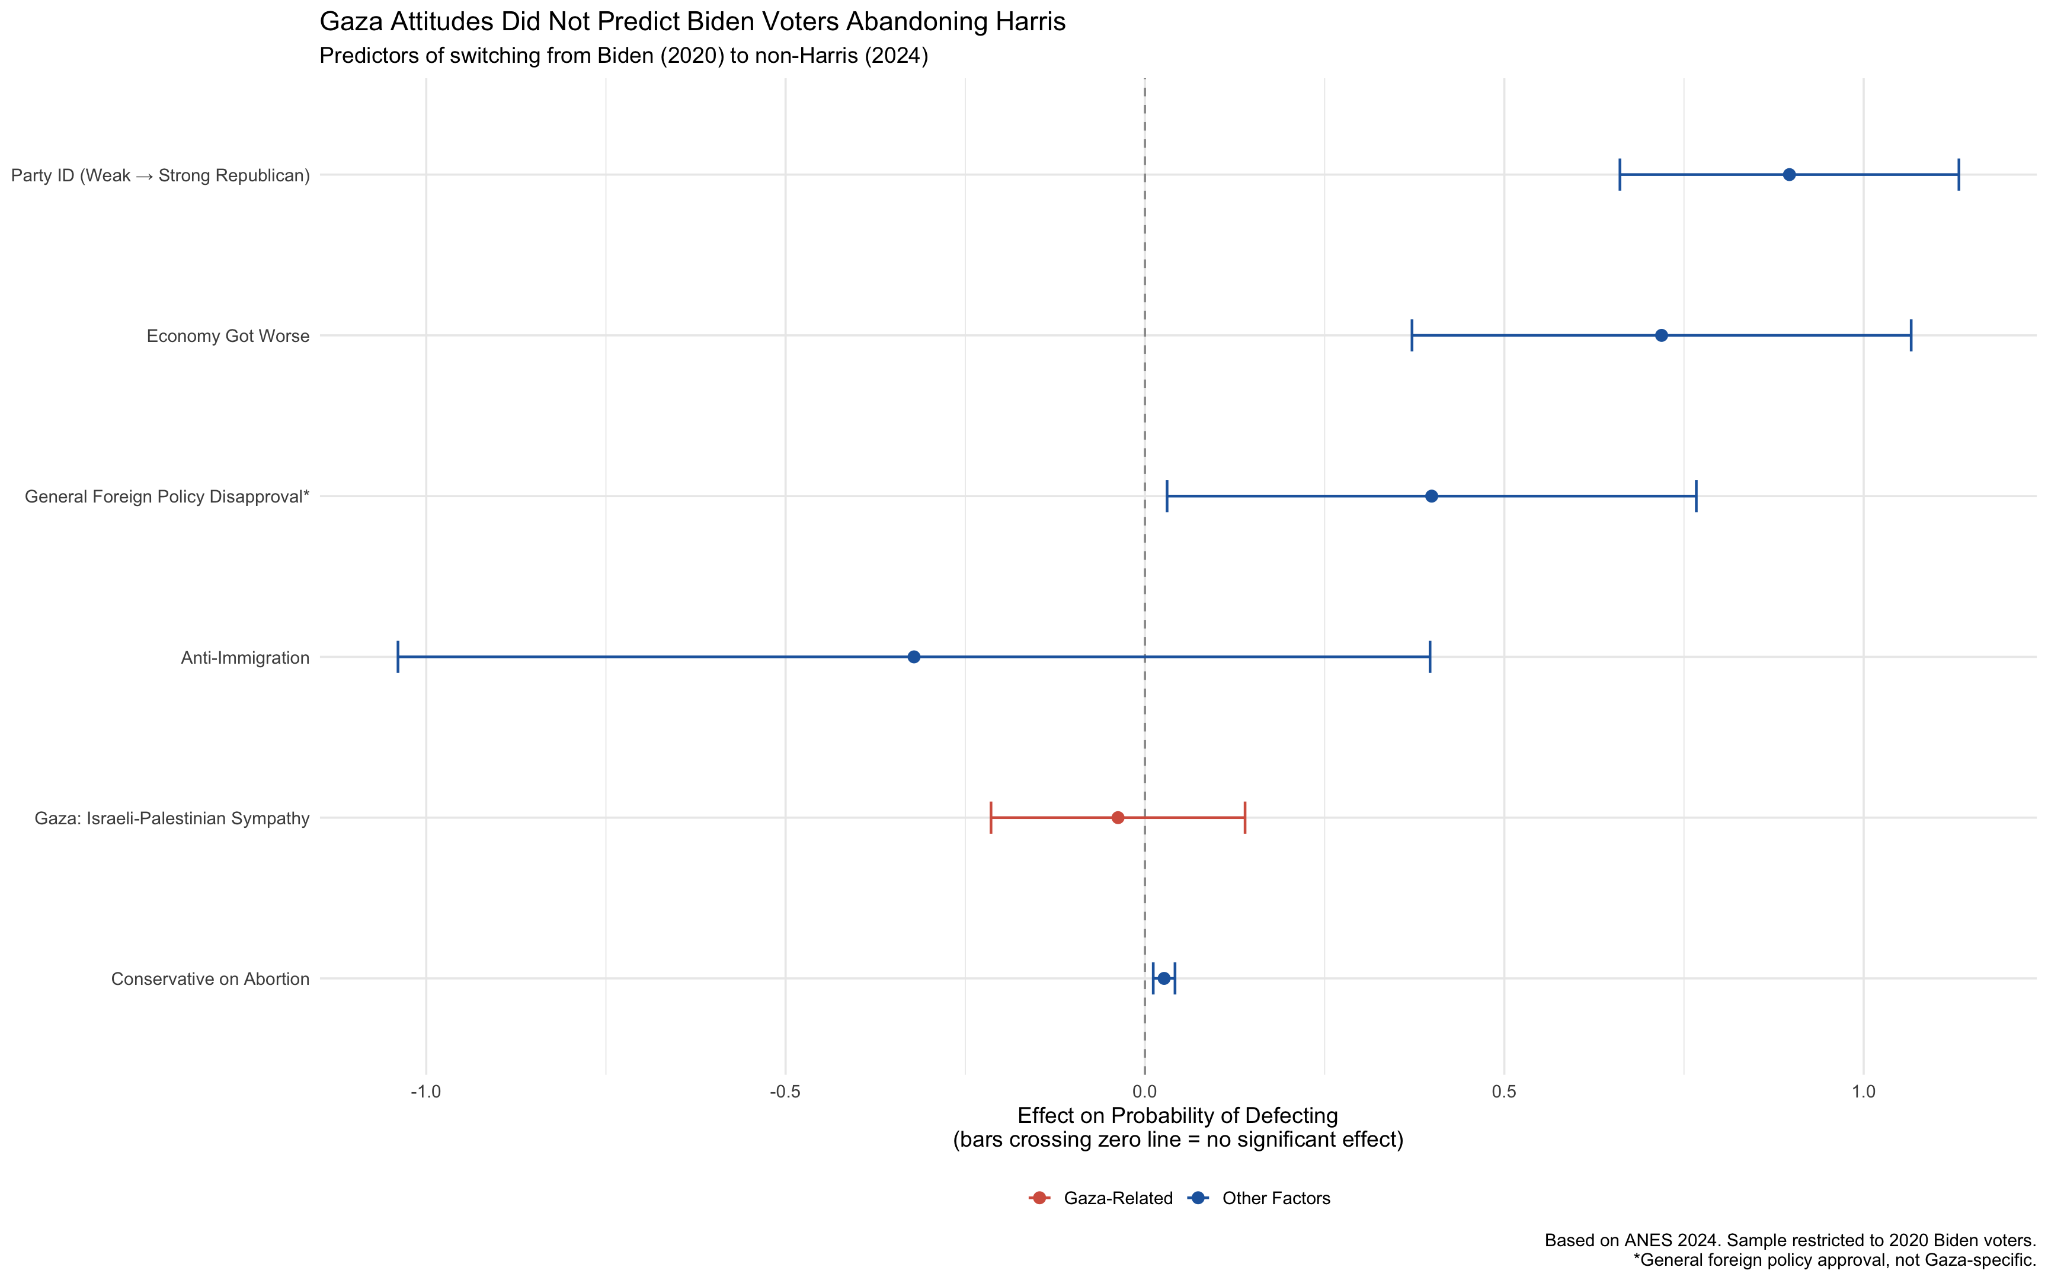 Gaza Attitudes Did Not Predict Biden Voters Abandoning Harris
Predictors of switching from Biden (2020) to non-Harris (2024)
Party ID (Weak → Strong Republican)
Economy Got Worse
General Foreign Policy Disapproval*
Anti-Immigration
Gaza: Israeli-Palestinian Sympathy
Conservative on Abortion
-1.0 -0.5 0.0 0.5 1.0
Effect on Probability of Defecting
(bars crossing zero line = no significant effect)
Gaza-Related Other Factors
Based on ANES 2024. Sample restricted to 2020 Biden voters.
*General foreign policy approval, not Gaza-specific.